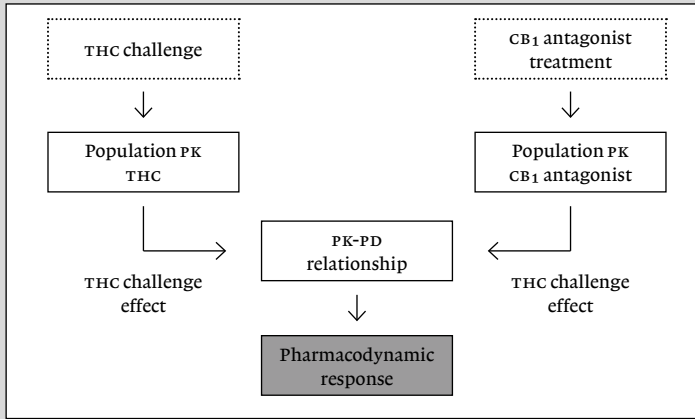 THC challenge
CB1 antagonist
treatment
Population PK
THC
Population PK
CB1 antagonist
PK-PD
relationship
THC challenge
effect
THC challenge
effect
Pharmacodynamic
response